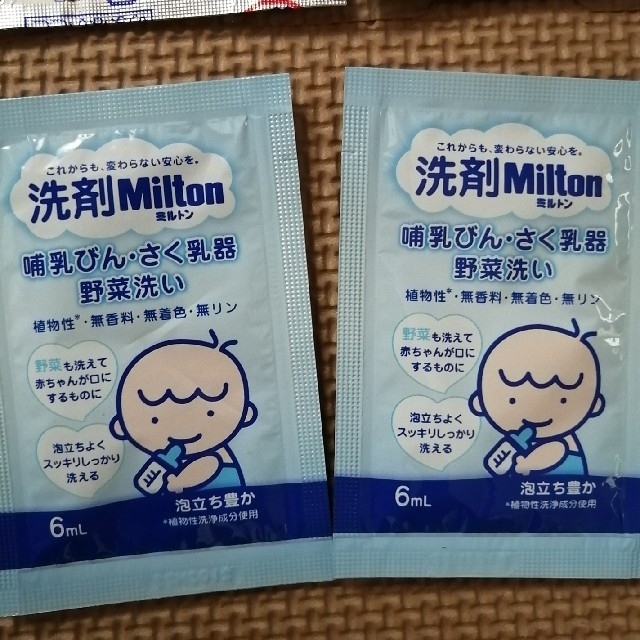 これからも、変わらない安心を。
洗剤Milton
ミルトン
哺乳びん・さく乳器
野菜洗い
植物性*・無香料・無着色・無リン
野菜も洗えて
赤ちゃんが口に
するものに
泡立ちよく
スッキリしっかり
洗える
泡立ち豊か
6mL
*植物性洗浄成分使用
これからも、変わらない安心を。
洗剤Milton
ミルトン
哺乳びん・さく乳器
野菜洗い
植物性*・無香料・無着色・無リン
野菜も洗えて
赤ちゃんが口に
するものに
泡立ちよく
スッキリしっかり
洗える
泡立ち豊か
6mL
*植物性洗浄成分使用